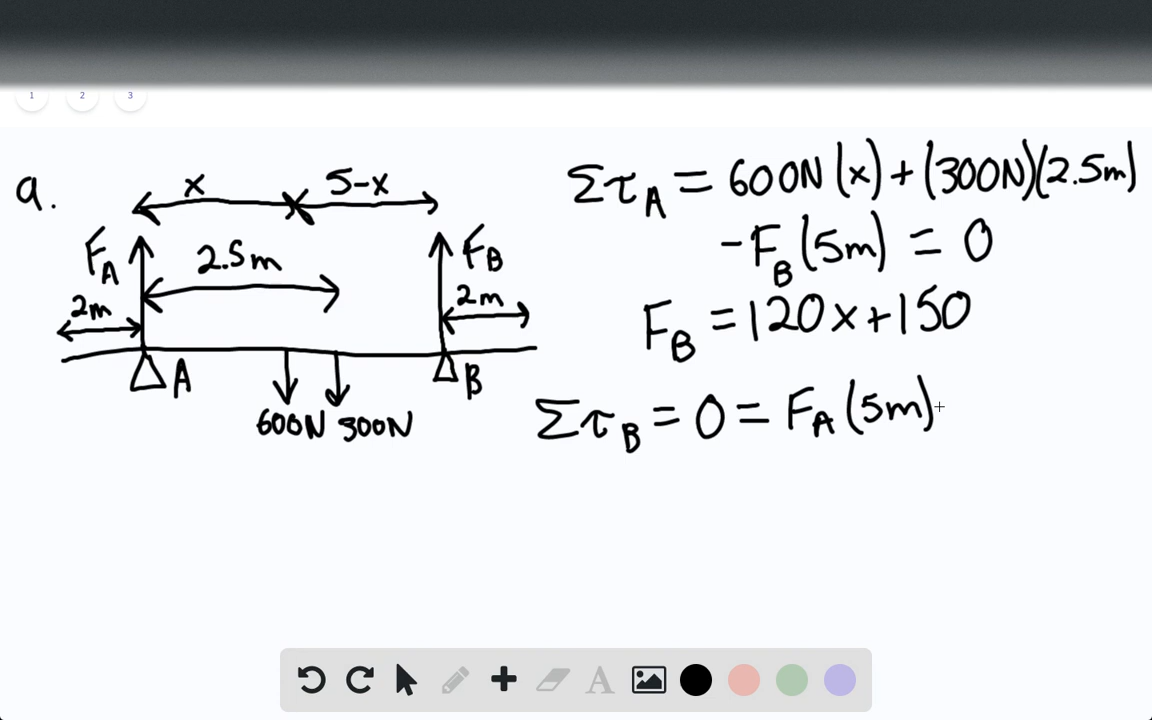 1 2 3
a.
x 5-x
F_A 2.5m F_B
2m 2m
A B
600N 300N
Στ_A = 600N(x)+(300N)(2.5m)
-F_B(5m) = 0
F_B = 120x+150
Στ_B = 0 = F_A(5m)
A